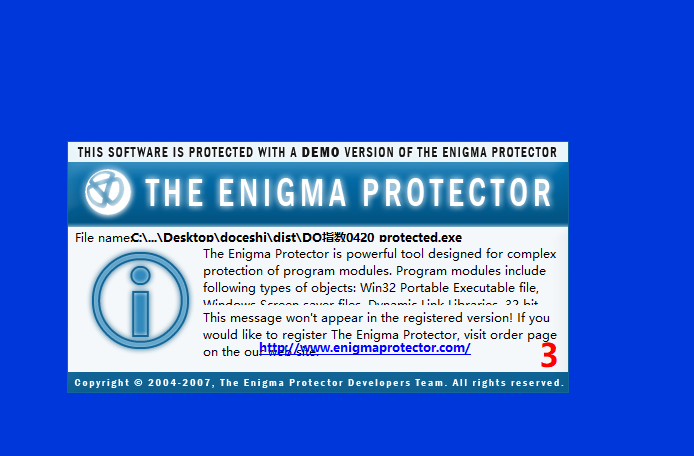 THIS SOFTWARE IS PROTECTED WITH A DEMO VERSION OF THE ENIGMA PROTECTOR
THE ENIGMA PROTECTOR
File name: C:\...\Desktop\doceshi\dist\DO指数0420_protected.exe
The Enigma Protector is powerful tool designed for complex
protection of program modules. Program modules include
following types of objects: Win32 Portable Executable file,
Windows Screen saver files, Dynamic Link Libraries, 32 bit
This message won't appear in the registered version! If you
would like to register The Enigma Protector, visit order page
on the our web site.
http://www.enigmaprotector.com/
3
Copyright © 2004-2007, The Enigma Protector Developers Team. All rights reserved.